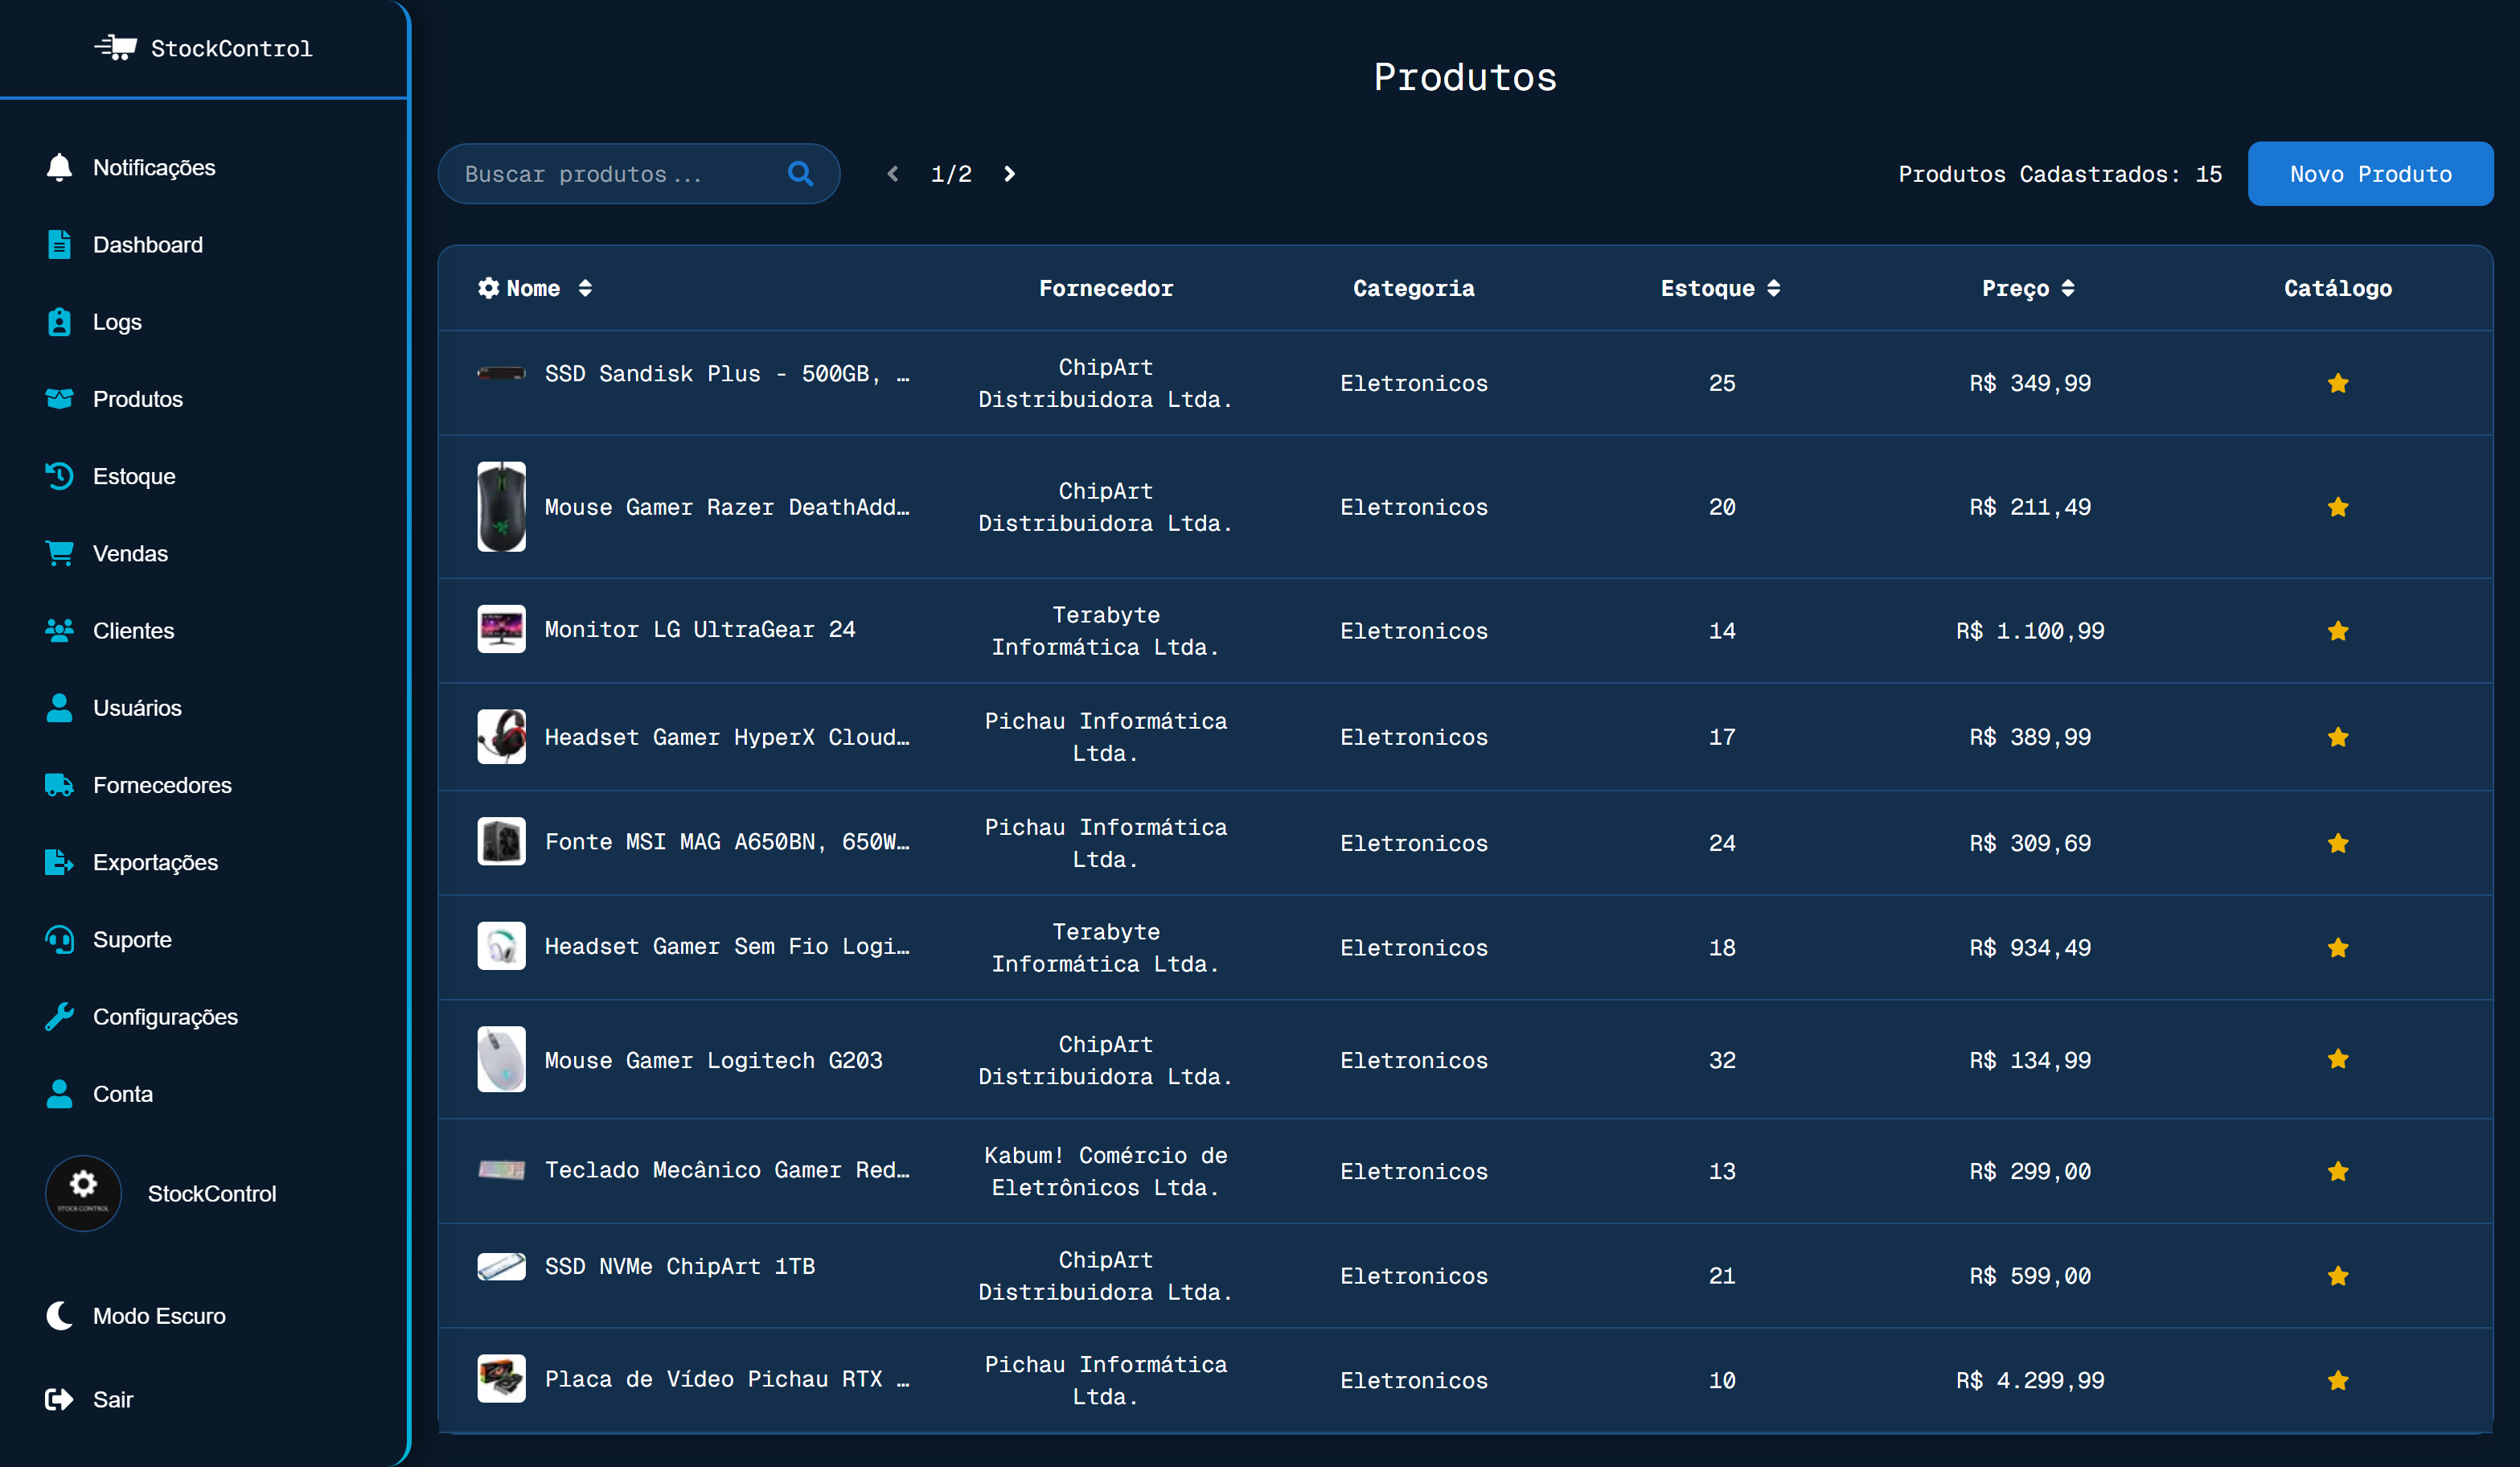 StockControl
Notificações
Dashboard
Logs
Produtos
Estoque
Vendas
Clientes
Usuários
Fornecedores
Exportações
Suporte
Configurações
Conta
STOCK CONTROL
StockControl
Modo Escuro
Sair
Produtos
Buscar produtos...
1/2
Produtos Cadastrados: 15
Novo Produto
Nome Fornecedor Categoria Estoque Preço Catálogo
SSD Sandisk Plus - 500GB, … ChipArt Distribuidora Ltda. Eletronicos 25 R$ 349,99
Mouse Gamer Razer DeathAdd… ChipArt Distribuidora Ltda. Eletronicos 20 R$ 211,49
Monitor LG UltraGear 24 Terabyte Informática Ltda. Eletronicos 14 R$ 1.100,99
Headset Gamer HyperX Cloud… Pichau Informática Ltda. Eletronicos 17 R$ 389,99
Fonte MSI MAG A650BN, 650W… Pichau Informática Ltda. Eletronicos 24 R$ 309,69
Headset Gamer Sem Fio Logi… Terabyte Informática Ltda. Eletronicos 18 R$ 934,49
Mouse Gamer Logitech G203 ChipArt Distribuidora Ltda. Eletronicos 32 R$ 134,99
Teclado Mecânico Gamer Red… Kabum! Comércio de Eletrônicos Ltda. Eletronicos 13 R$ 299,00
SSD NVMe ChipArt 1TB ChipArt Distribuidora Ltda. Eletronicos 21 R$ 599,00
Placa de Vídeo Pichau RTX … Pichau Informática Ltda. Eletronicos 10 R$ 4.299,99